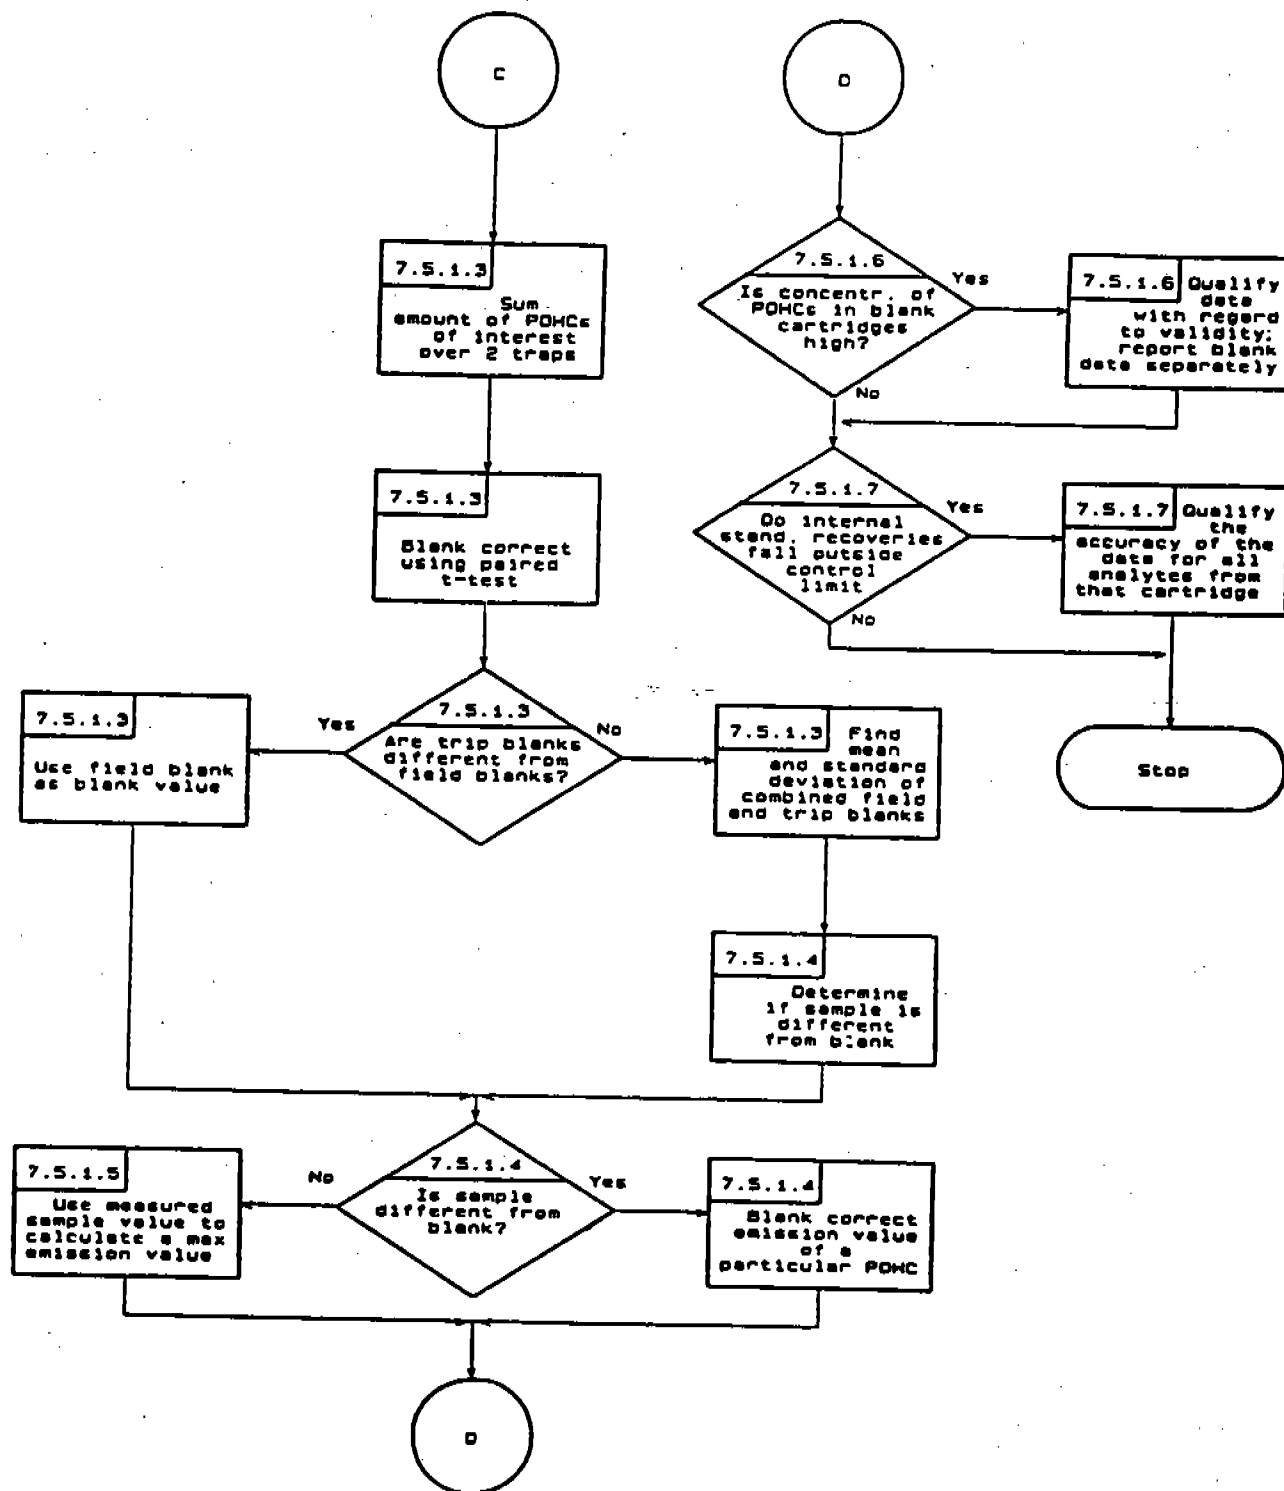 C
7.5.1.3
Sum
amount of POHCs
of interest
over 2 traps
7.5.1.3
Blank correct
using paired
t-test
7.5.1.3
Are trip blanks
different from
field blanks?
Yes
No
7.5.1.3
Use field blank
as blank value
7.5.1.3 Find
mean
and standard
deviation of
combined field
and trip blanks
7.5.1.4
Determine
if sample is
different
from blank
7.5.1.4
Is sample
different from
blank?
No
Yes
7.5.1.5
Use measured
sample value to
calculate a max
emission value
7.5.1.4
Blank correct
emission value
of a
particular POHC
D
D
7.5.1.6
Is concentr. of
POHCs in blank
cartridges
high?
Yes
No
7.5.1.6 Qualify
data
with regard
to validity;
report blank
data separately
7.5.1.7
Do internal
stand. recoveries
fall outside
control
limit
Yes
No
7.5.1.7 Qualify
the
accuracy of the
data for all
analytes from
that cartridge
Stop